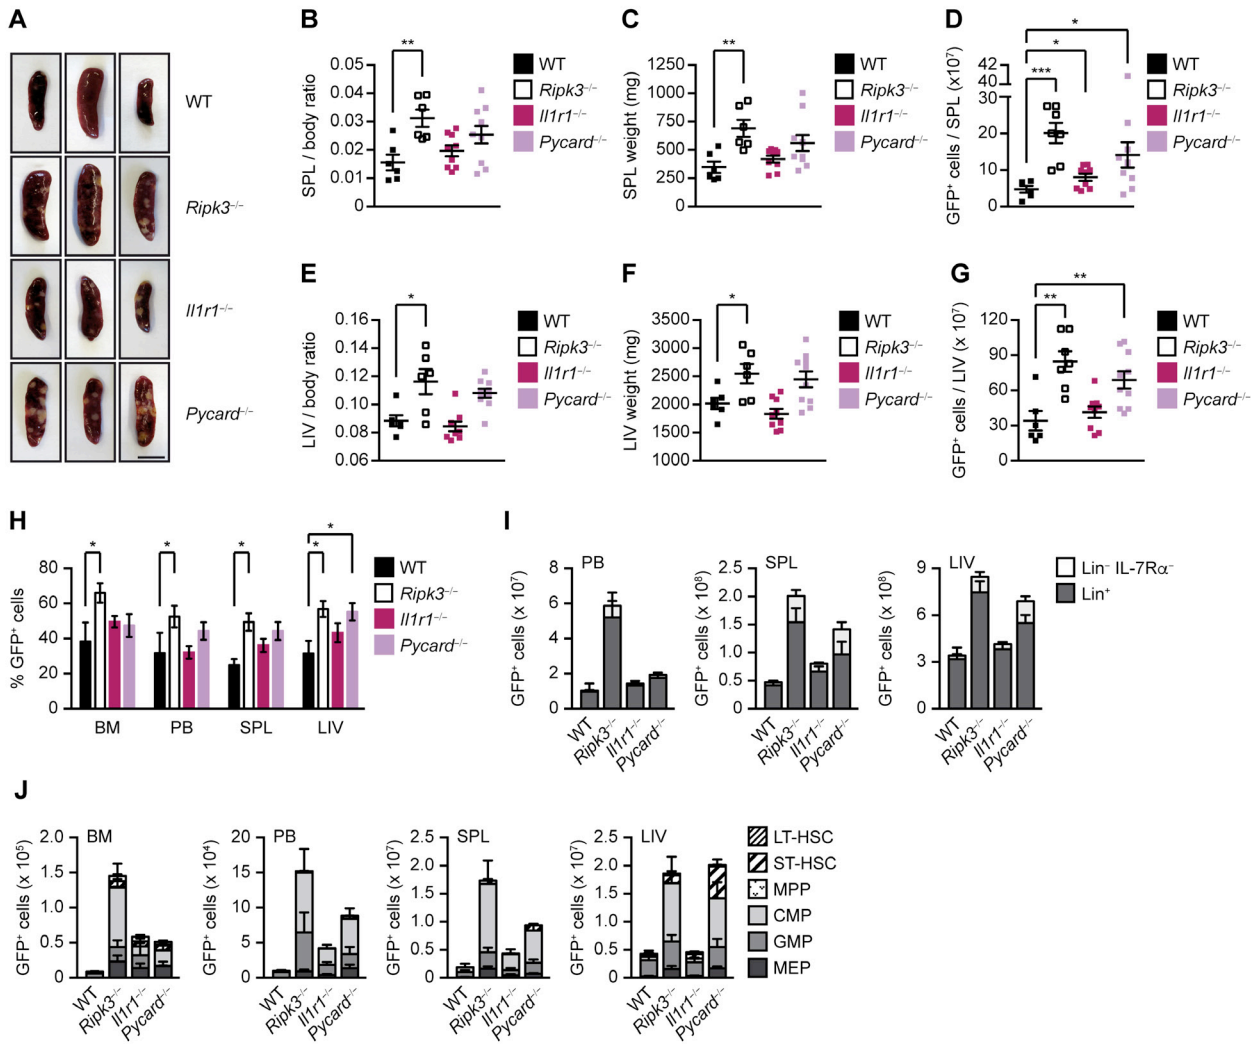 A
WT
Ripk3⁻/⁻
Il1r1⁻/⁻
Pycard⁻/⁻
B
SPL / body ratio
0.05
0.04
0.03
0.02
0.01
0
**
WT
Ripk3⁻/⁻
Il1r1⁻/⁻
Pycard⁻/⁻
C
SPL weight (mg)
1250
1000
750
500
250
0
**
WT
Ripk3⁻/⁻
Il1r1⁻/⁻
Pycard⁻/⁻
D
GFP⁺ cells / SPL (x10⁷)
42
40
30
20
10
0
*
*
***
WT
Ripk3⁻/⁻
Il1r1⁻/⁻
Pycard⁻/⁻
E
LIV / body ratio
0.16
0.14
0.12
0.10
0.08
0.06
*
WT
Ripk3⁻/⁻
Il1r1⁻/⁻
Pycard⁻/⁻
F
LIV weight (mg)
3500
3000
2500
2000
1500
1000
*
WT
Ripk3⁻/⁻
Il1r1⁻/⁻
Pycard⁻/⁻
G
GFP⁺ cells / LIV (x 10⁷)
120
90
60
30
0
**
**
WT
Ripk3⁻/⁻
Il1r1⁻/⁻
Pycard⁻/⁻
H
% GFP⁺ cells
80
60
40
20
0
*
*
*
*
*
BM
PB
SPL
LIV
WT
Ripk3⁻/⁻
Il1r1⁻/⁻
Pycard⁻/⁻
I
PB
GFP⁺ cells (x 10⁷)
8
6
4
2
0
WT
Ripk3⁻/⁻
Il1r1⁻/⁻
Pycard⁻/⁻
SPL
GFP⁺ cells (x 10⁸)
2.5
2.0
1.5
1.0
0.5
0
WT
Ripk3⁻/⁻
Il1r1⁻/⁻
Pycard⁻/⁻
LIV
GFP⁺ cells (x 10⁸)
9
6
3
0
WT
Ripk3⁻/⁻
Il1r1⁻/⁻
Pycard⁻/⁻
Lin⁻ IL-7Rα⁻
Lin⁺
J
BM
GFP⁺ cells (x 10⁵)
2.0
1.5
1.0
0.5
0
WT
Ripk3⁻/⁻
Il1r1⁻/⁻
Pycard⁻/⁻
PB
GFP⁺ cells (x 10⁴)
20
15
10
5
0
WT
Ripk3⁻/⁻
Il1r1⁻/⁻
Pycard⁻/⁻
SPL
GFP⁺ cells (x 10⁷)
2.5
2.0
1.5
1.0
0.5
0
WT
Ripk3⁻/⁻
Il1r1⁻/⁻
Pycard⁻/⁻
LIV
GFP⁺ cells (x 10⁷)
2.5
2.0
1.5
1.0
0.5
0
WT
Ripk3⁻/⁻
Il1r1⁻/⁻
Pycard⁻/⁻
LT-HSC
ST-HSC
MPP
CMP
GMP
MEP